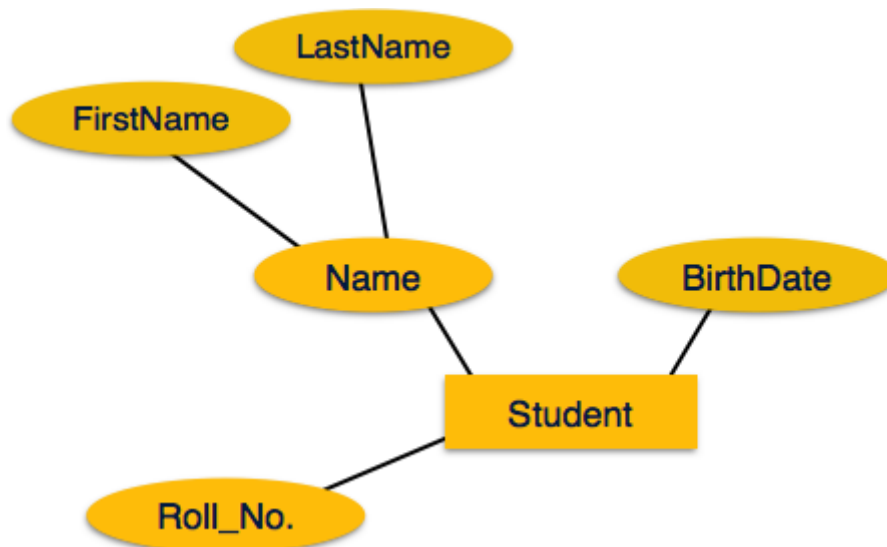 LastName
FirstName
Name
BirthDate
Student
Roll_No.